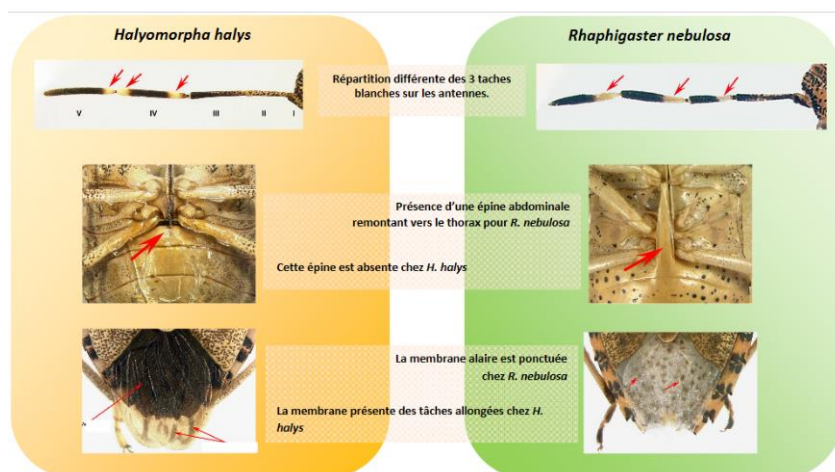 Halyomorpha halys
Rhaphigaster nebulosa
Répartition différente des 3 taches
blanches sur les antennes.
V IV III II I
Présence d'une épine abdominale
remontant vers le thorax pour R. nebulosa
Cette épine est absente chez H. halys
La membrane alaire est ponctuée
chez R. nebulosa
La membrane présente des tâches allongées chez H.
halys